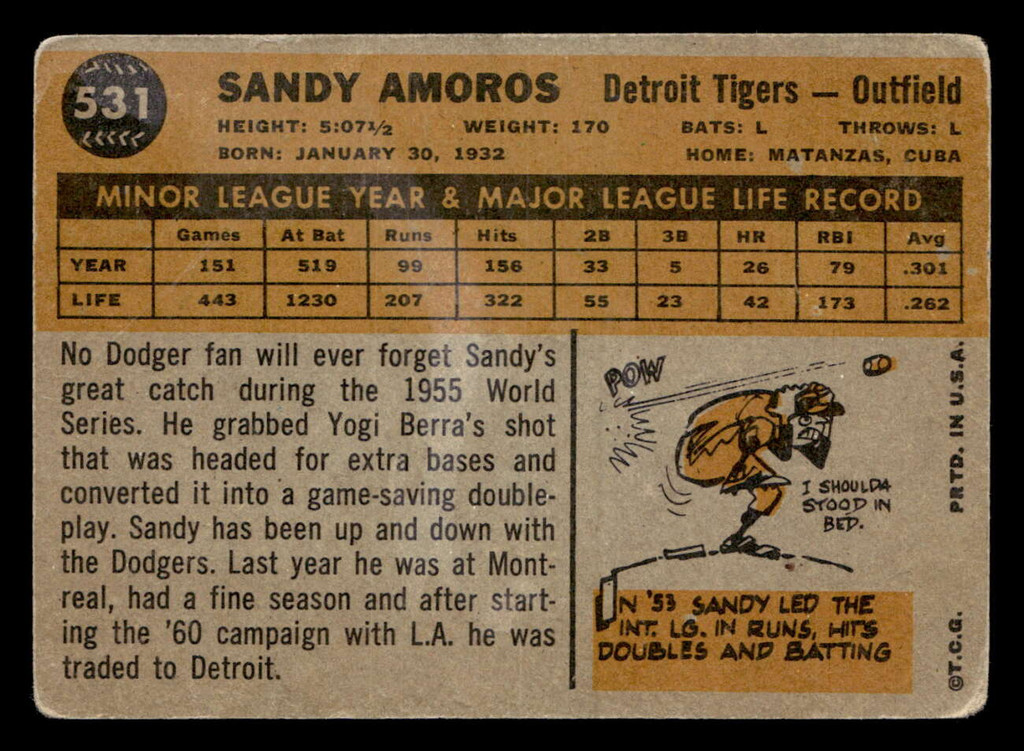 531
SANDY AMOROS Detroit Tigers — Outfield
HEIGHT: 5:07½ WEIGHT: 170 BATS: L THROWS: L
BORN: JANUARY 30, 1932 HOME: MATANZAS, CUBA
MINOR LEAGUE YEAR & MAJOR LEAGUE LIFE RECORD
Games At Bat Runs Hits 2B 3B HR RBI Avg
YEAR 151 519 99 156 33 5 26 79 .301
LIFE 443 1230 207 322 55 23 42 173 .262
No Dodger fan will ever forget Sandy's
great catch during the 1955 World
Series. He grabbed Yogi Berra's shot
that was headed for extra bases and
converted it into a game-saving double-
play. Sandy has been up and down with
the Dodgers. Last year he was at Mont-
real, had a fine season and after start-
ing the '60 campaign with L.A. he was
traded to Detroit.
POW
I SHOULDA
STOOD IN
BED.
IN '53 SANDY LED THE
INT. LG. IN RUNS, HITS
DOUBLES AND BATTING
PRTD. IN U.S.A.
©T.C.G.